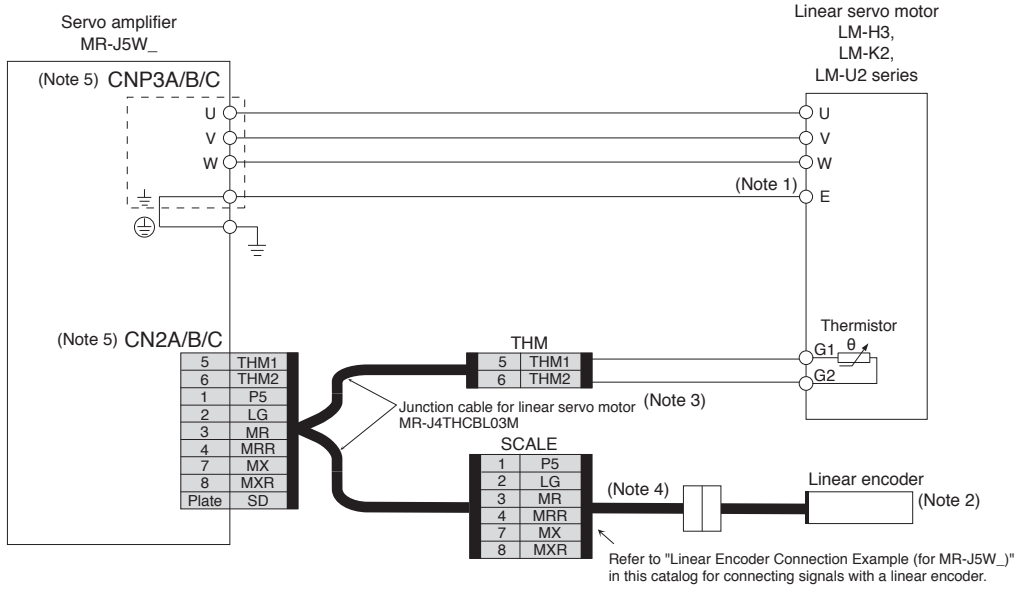 Servo amplifier
MR-J5W_
Linear servo motor
LM-H3,
LM-K2,
LM-U2 series
(Note 5) CNP3A/B/C
U
V
W
U
V
W
(Note 1)
E
(Note 5) CN2A/B/C
5 THM1
6 THM2
1 P5
2 LG
3 MR
4 MRR
7 MX
8 MXR
Plate SD
THM
5 THM1
6 THM2
(Note 3)
Thermistor
G1 θ
G2
Junction cable for linear servo motor
MR-J4THCBL03M
SCALE
1 P5
2 LG
3 MR
4 MRR
7 MX
8 MXR
(Note 4)
Linear encoder
(Note 2)
Refer to "Linear Encoder Connection Example (for MR-J5W_)"
in this catalog for connecting signals with a linear encoder.